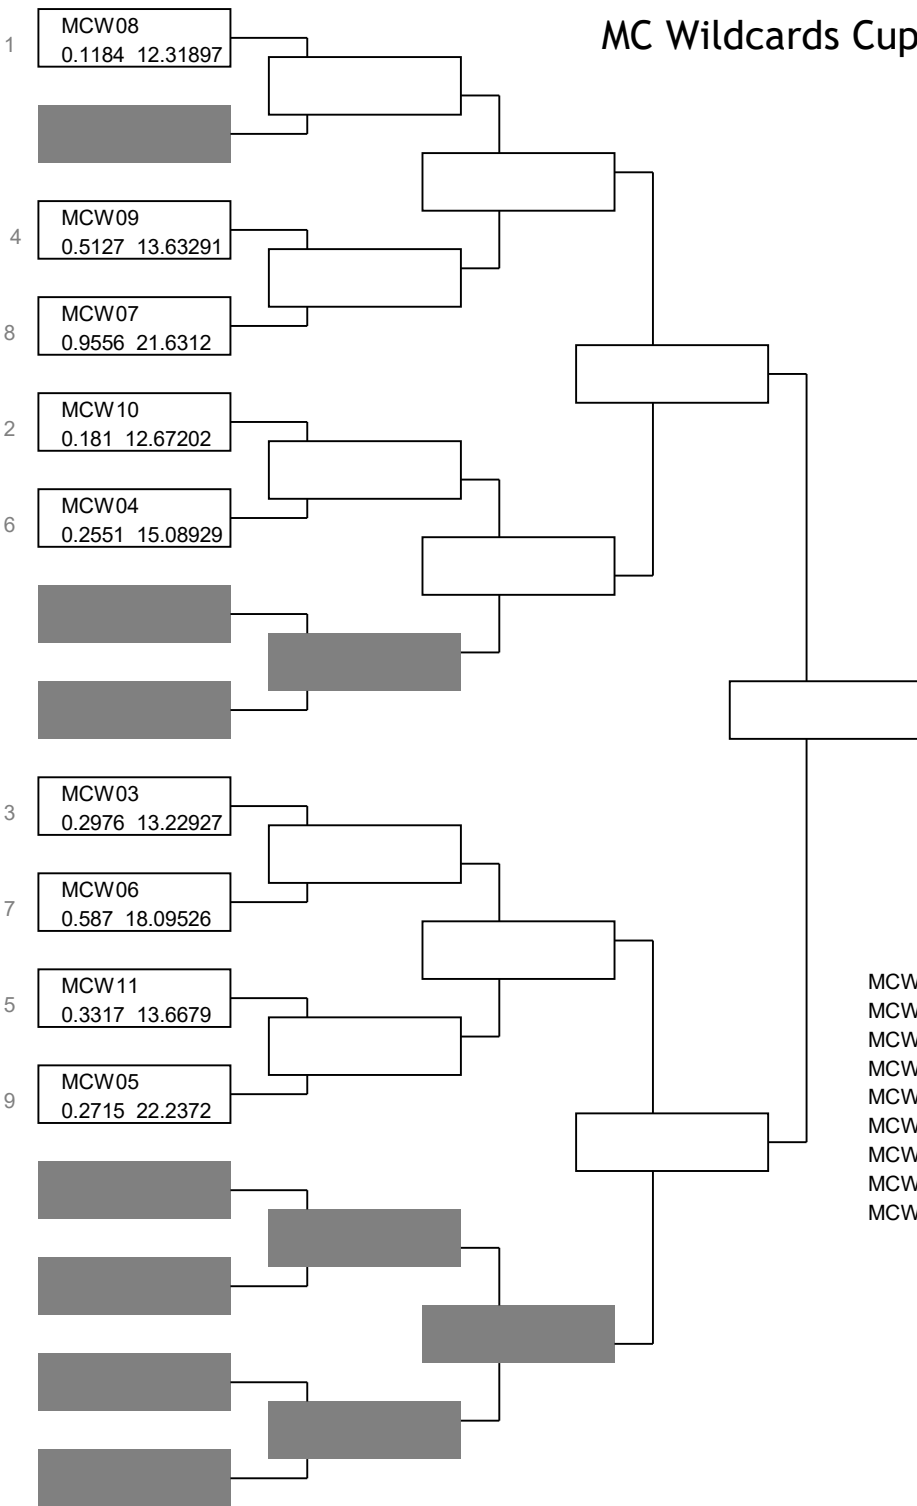 MC Wildcards Cup
1
MCW08
0.1184 12.31897
4
MCW09
0.5127 13.63291
8
MCW07
0.9556 21.6312
2
MCW10
0.181 12.67202
6
MCW04
0.2551 15.08929
3
MCW03
0.2976 13.22927
7
MCW06
0.587 18.09526
5
MCW11
0.3317 13.6679
9
MCW05
0.2715 22.2372
MCW
MCW
MCW
MCW
MCW
MCW
MCW
MCW
MCW